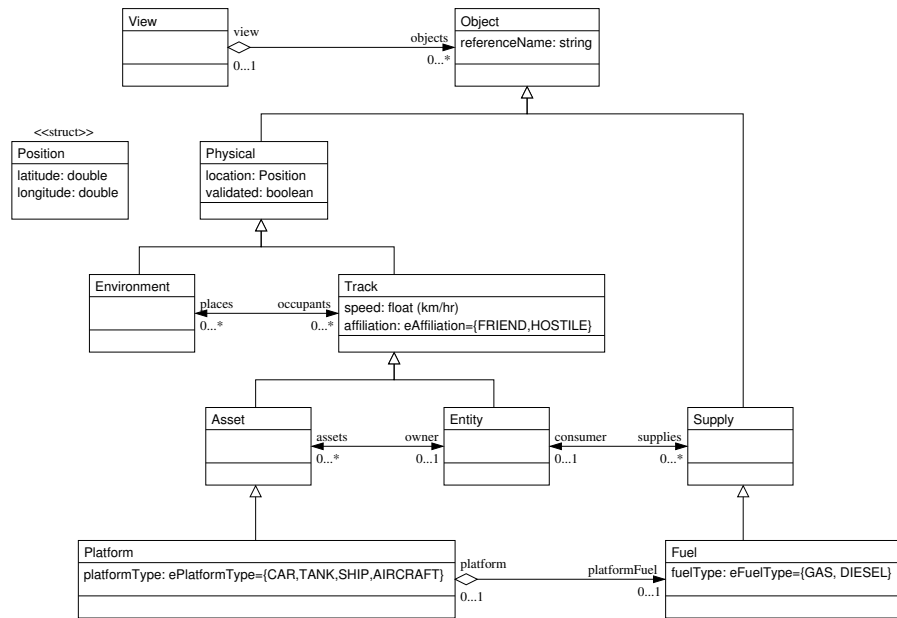 View
Object
view
objects
referenceName: string
0...1
0...*
<<struct>>
Position
Physical
latitude: double
location: Position
longitude: double
validated: boolean
Environment
Track
places
occupants
speed: float (km/hr)
0...*
0...*
affiliation: eAffiliation={FRIEND,HOSTILE}
Asset
Entity
Supply
assets
owner
consumer
supplies
0...*
0...1
0...1
0...*
Platform
Fuel
platform
platformFuel
platformType: ePlatformType={CAR,TANK,SHIP,AIRCRAFT}
fuelType: eFuelType={GAS, DIESEL}
0...1
0...1